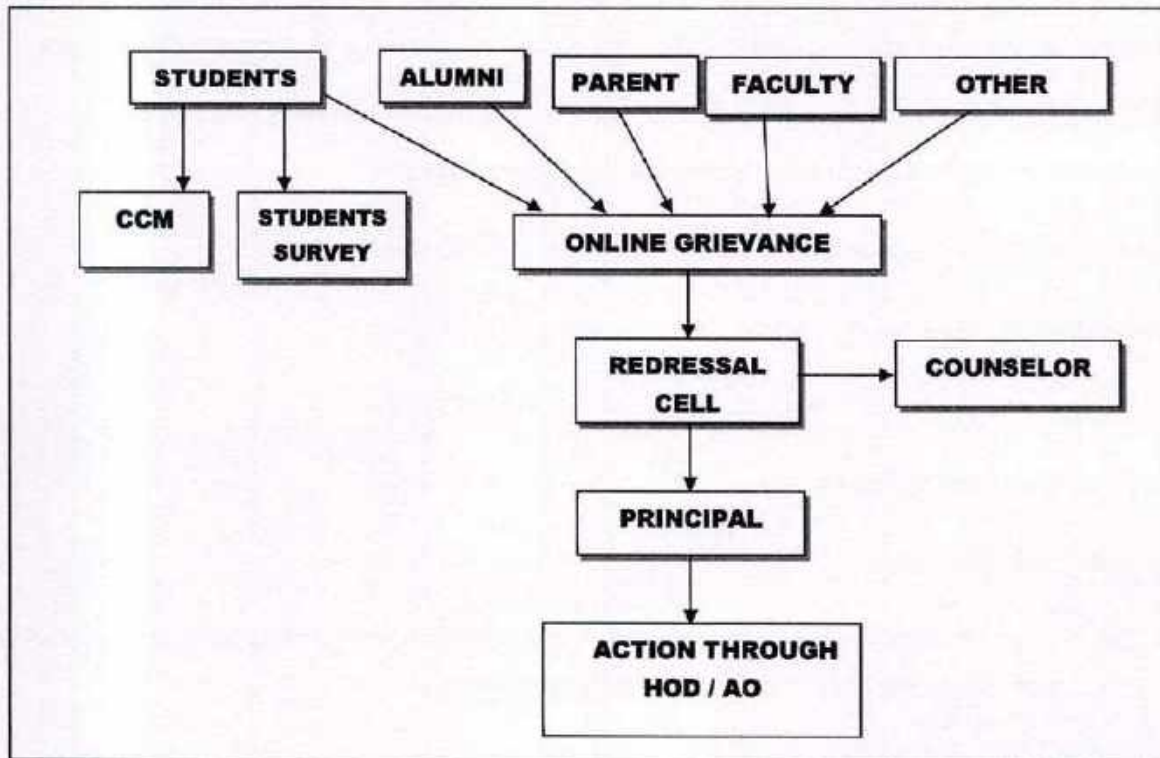 STUDENTS
ALUMNI
PARENT
FACULTY
OTHER
CCM
STUDENTS
SURVEY
ONLINE GRIEVANCE
REDRESSAL
CELL
COUNSELOR
PRINCIPAL
ACTION THROUGH
HOD / AO